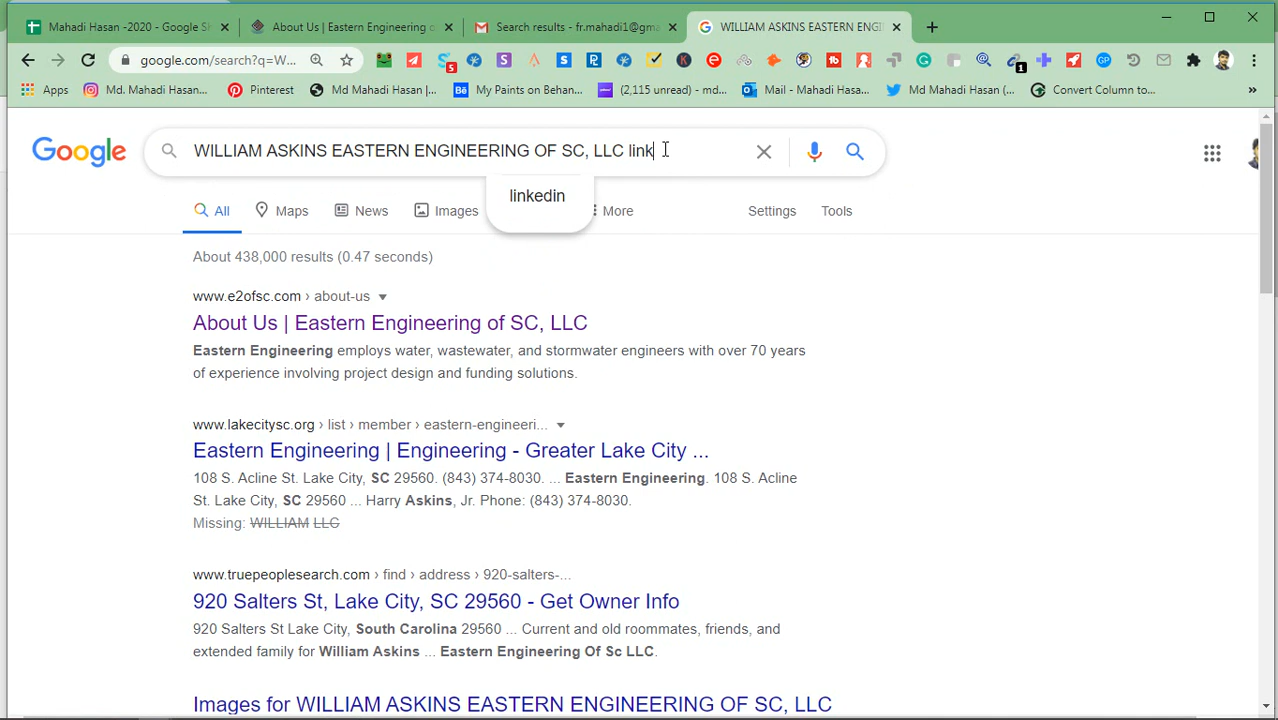 Mahadi Hasan -2020 - Google S
About Us | Eastern Engineering o
Search results - fr.mahadi1@gma
WILLIAM ASKINS EASTERN ENGI
google.com/search?q=W...
5
1
Apps
Md. Mahadi Hasan...
Pinterest
Md Mahadi Hasan |...
My Paints on Behan...
(2,115 unread) - md...
Mail - Mahadi Hasa...
Md Mahadi Hasan (...
Convert Column to...
»
Google
WILLIAM ASKINS EASTERN ENGINEERING OF SC, LLC link
linkedin
All
Maps
News
Images
More
Settings
Tools
About 438,000 results (0.47 seconds)
www.e2ofsc.com › about-us
About Us | Eastern Engineering of SC, LLC
Eastern Engineering employs water, wastewater, and stormwater engineers with over 70 years
of experience involving project design and funding solutions.
www.lakecitysc.org › list › member › eastern-engineeri...
Eastern Engineering | Engineering - Greater Lake City ...
108 S. Acline St. Lake City, SC 29560. (843) 374-8030. ... Eastern Engineering. 108 S. Acline
St. Lake City, SC 29560 ... Harry Askins, Jr. Phone: (843) 374-8030.
Missing: WILLIAM LLC
www.truepeoplesearch.com › find › address › 920-salters-...
920 Salters St, Lake City, SC 29560 - Get Owner Info
920 Salters St Lake City, South Carolina 29560 ... Current and old roommates, friends, and
extended family for William Askins ... Eastern Engineering Of Sc LLC.
Images for WILLIAM ASKINS EASTERN ENGINEERING OF SC, LLC